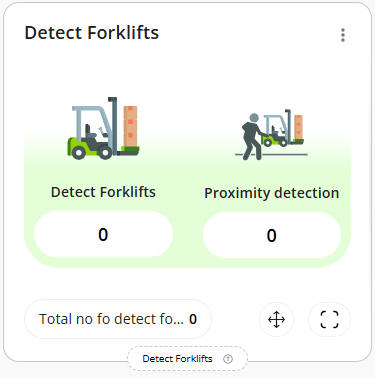 Detect Forklifts
Detect Forklifts
Proximity detection
0
0
Total no fo detect fo... 0
Detect Forklifts